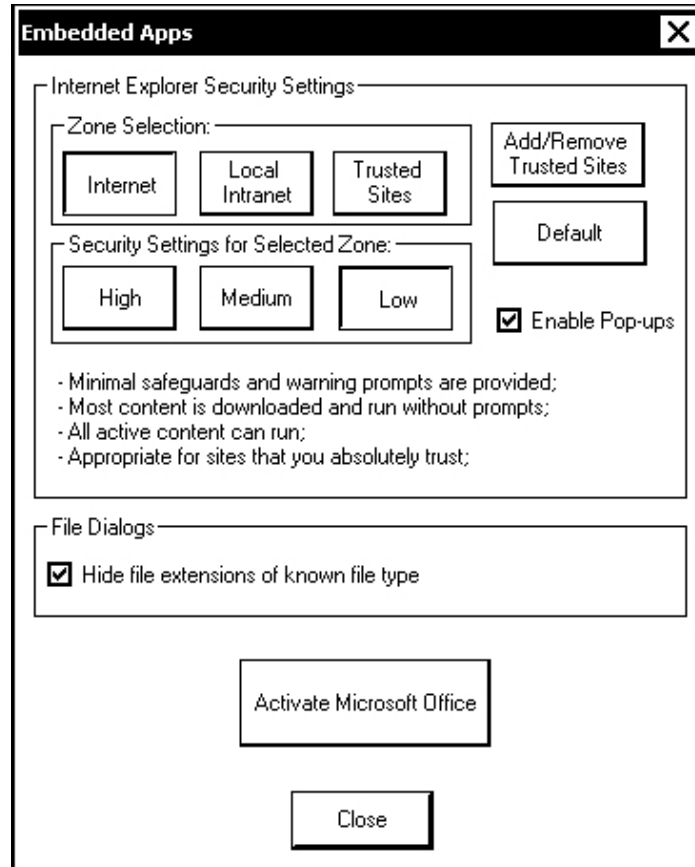 Embedded Apps
Internet Explorer Security Settings
Zone Selection:
Internet
Local
Intranet
Trusted
Sites
Add/Remove
Trusted Sites
Default
Security Settings for Selected Zone:
High
Medium
Low
Enable Pop-ups
- Minimal safeguards and warning prompts are provided;
- Most content is downloaded and run without prompts;
- All active content can run;
- Appropriate for sites that you absolutely trust;
File Dialogs
Hide file extensions of known file type
Activate Microsoft Office
Close